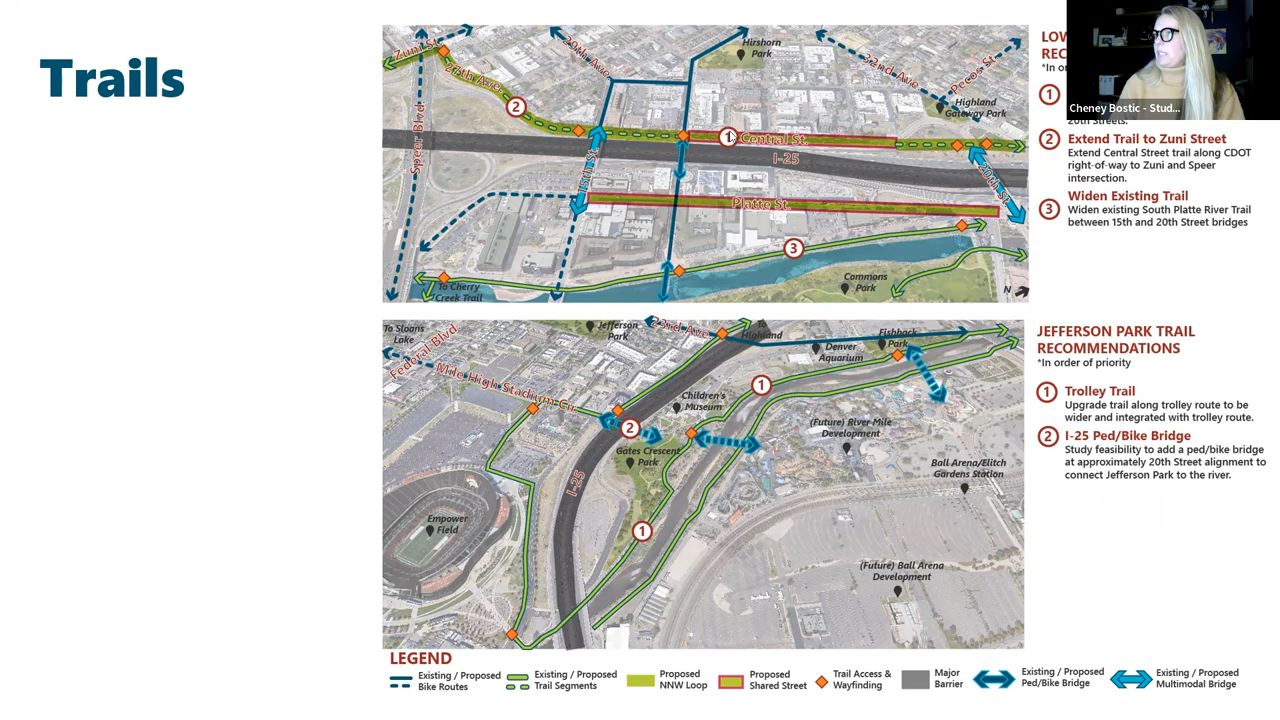 Trails
Zuni St.
27th Ave.
29th Ave.
Hirshorn
Park
32nd Ave
Pecos St.
Highland
Gateway Park
Speer Blvd
2
1
Central St.
I-25
15th St.
20th St.
Platte St.
3
Commons
Park
To Cherry
Creek Trail
N
LOW
REC
*In o
1
20th Streets.
2 Extend Trail to Zuni Street
Extend Central Street trail along CDOT
right-of-way to Zuni and Speer
intersection.
3 Widen Existing Trail
Widen existing South Platte River Trail
between 15th and 20th Street bridges
Cheney Bostic - Stud...
To Sloans
Lake
Federal Blvd
Jefferson
Park
23rd Ave.
To
Highland
Fishback
Park
Denver
Aquarium
Mile High Stadium Cir.
Children's
Museum
1
2
(Future) River Mile
Development
Gates Crescent
Park
I-25
Ball Arena/Elitch
Gardens Station
Empower
Field
1
(Future) Ball Arena
Development
JEFFERSON PARK TRAIL
RECOMMENDATIONS
*In order of priority
1 Trolley Trail
Upgrade trail along trolley route to be
wider and integrated with trolley route.
2 I-25 Ped/Bike Bridge
Study feasibility to add a ped/bike bridge
at approximately 20th Street alignment to
connect Jefferson Park to the river.
LEGEND
Existing / Proposed
Bike Routes
Existing / Proposed
Trail Segments
Proposed
NNW Loop
Proposed
Shared Street
Trail Access &
Wayfinding
Major
Barrier
Existing / Proposed
Ped/Bike Bridge
Existing / Proposed
Multimodal Bridge